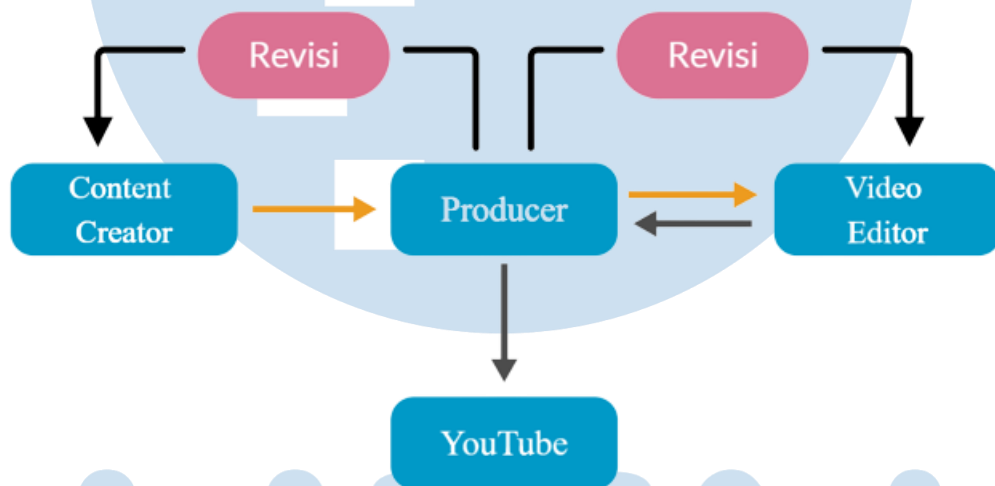 Revisi
Revisi
Content
Creator
Producer
Video
Editor
YouTube